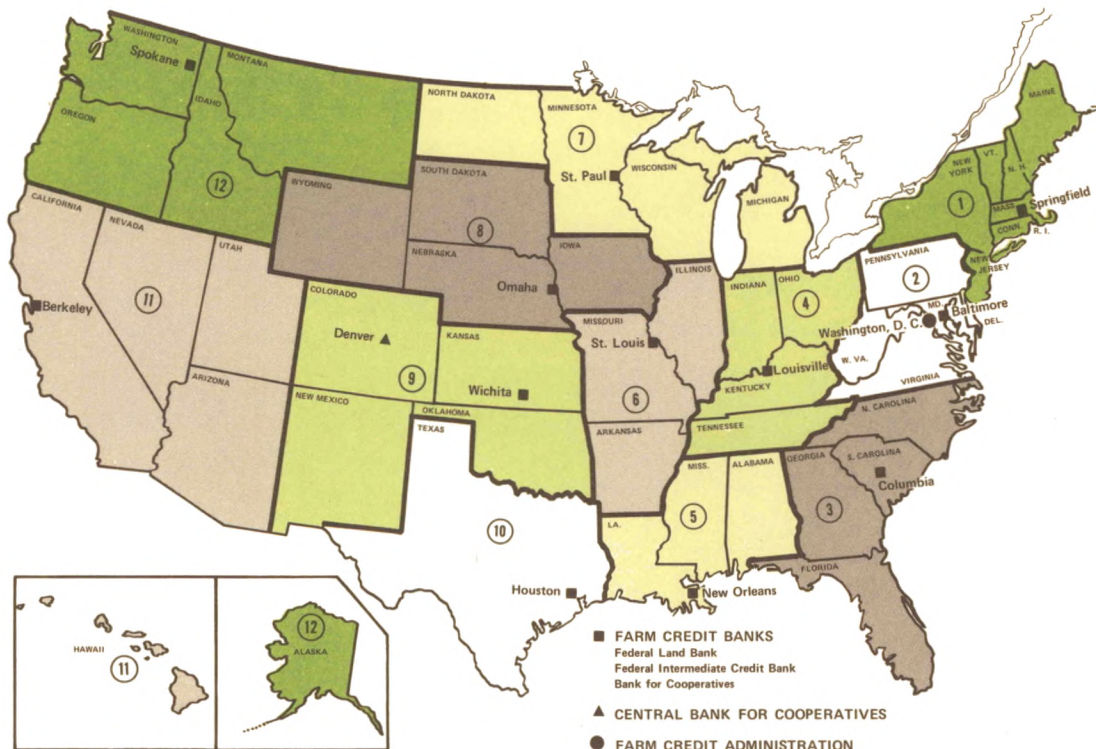 WASHINGTON
Spokane
MONTANA
IDAHO
OREGON
12
NORTH DAKOTA
MINNESOTA
7
St. Paul
WISCONSIN
MICHIGAN
MAINE
NEW YORK
VT.
N. H.
1
MASS.
Springfield
CONN.
R. I.
NEW JERSEY
CALIFORNIA
NEVADA
UTAH
11
Berkeley
ARIZONA
WYOMING
SOUTH DAKOTA
8
NEBRASKA
Omaha
IOWA
ILLINOIS
INDIANA
OHIO
4
PENNSYLVANIA
2
MD.
Baltimore
DEL.
Washington, D. C.
W. VA.
VIRGINIA
COLORADO
Denver
9
KANSAS
Wichita
NEW MEXICO
OKLAHOMA
MISSOURI
St. Louis
6
ARKANSAS
Louisville
KENTUCKY
TENNESSEE
N. CAROLINA
S. CAROLINA
Columbia
GEORGIA
3
FLORIDA
TEXAS
10
Houston
LA.
MISS.
5
ALABAMA
New Orleans
HAWAII
11
12
ALASKA
FARM CREDIT BANKS
Federal Land Bank
Federal Intermediate Credit Bank
Bank for Cooperatives
CENTRAL BANK FOR COOPERATIVES
FARM CREDIT ADMINISTRATION